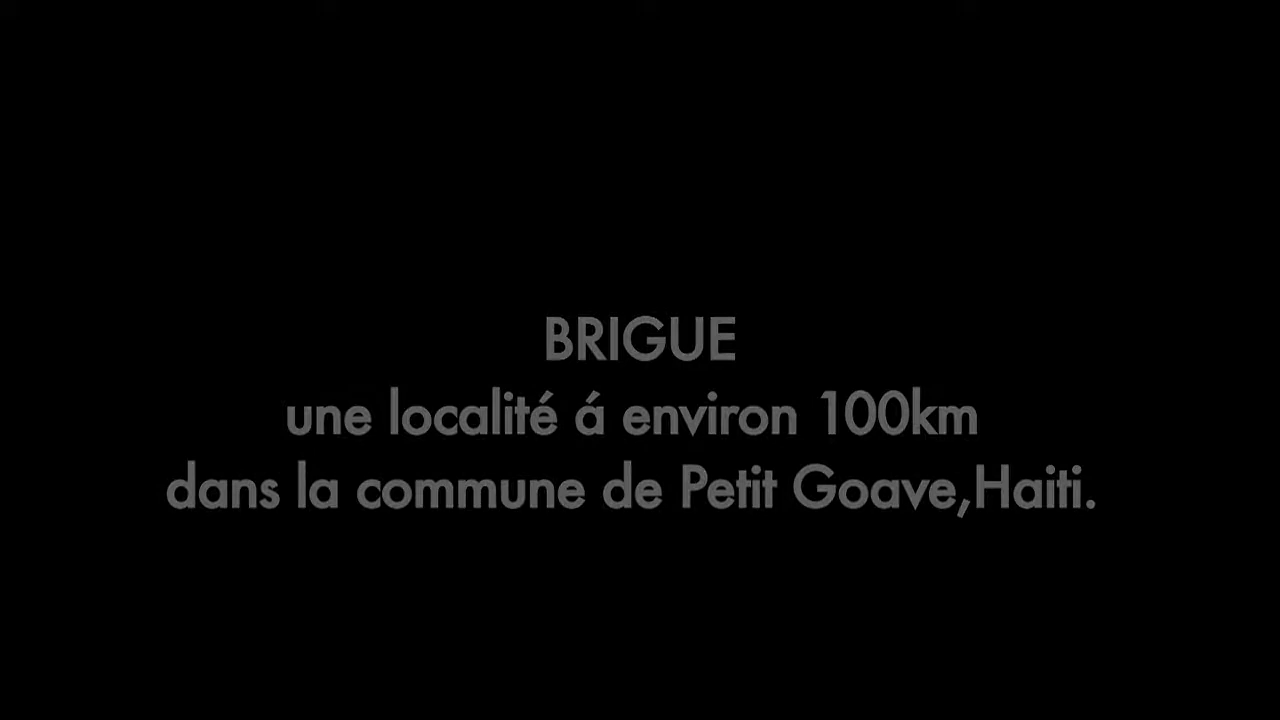 BRIGUE
une localité á environ 100km
dans la commune de Petit Goave,Haiti.